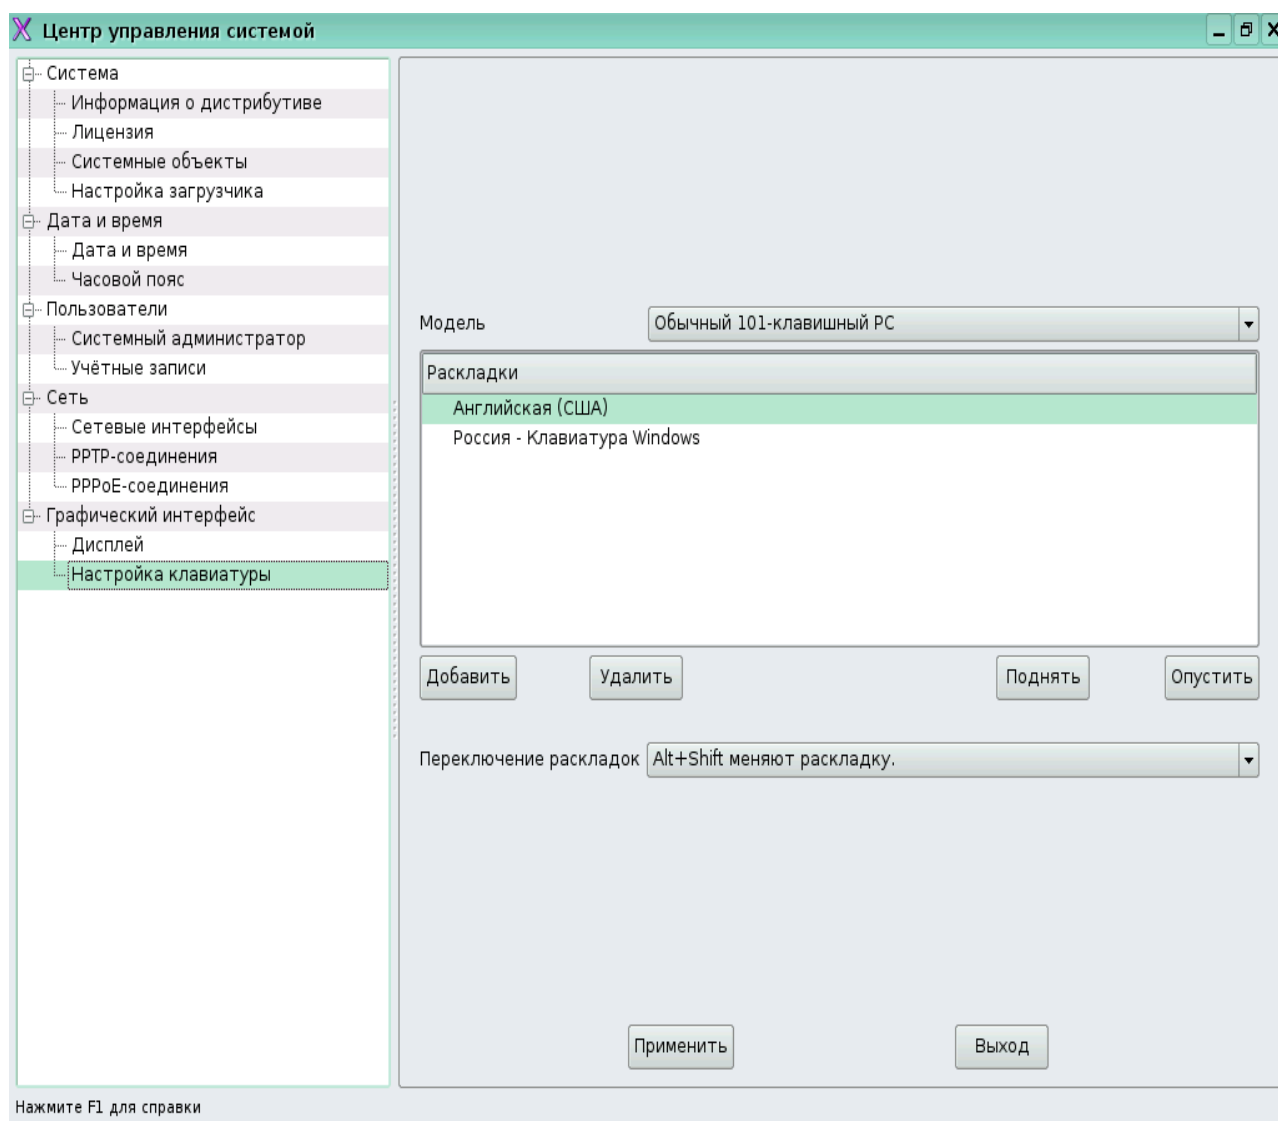 Центр управления системой
Система
Информация о дистрибутиве
Лицензия
Системные объекты
Настройка загрузчика
Дата и время
Дата и время
Часовой пояс
Пользователи
Системный администратор
Учётные записи
Сеть
Сетевые интерфейсы
PPTP-соединения
PPPoE-соединения
Графический интерфейс
Дисплей
Настройка клавиатуры
Модель Обычный 101-клавишный PC
Раскладки
Английская (США)
Россия - Клавиатура Windows
Добавить Удалить Поднять Опустить
Переключение раскладок Alt+Shift меняют раскладку.
Применить Выход
Нажмите F1 для справки